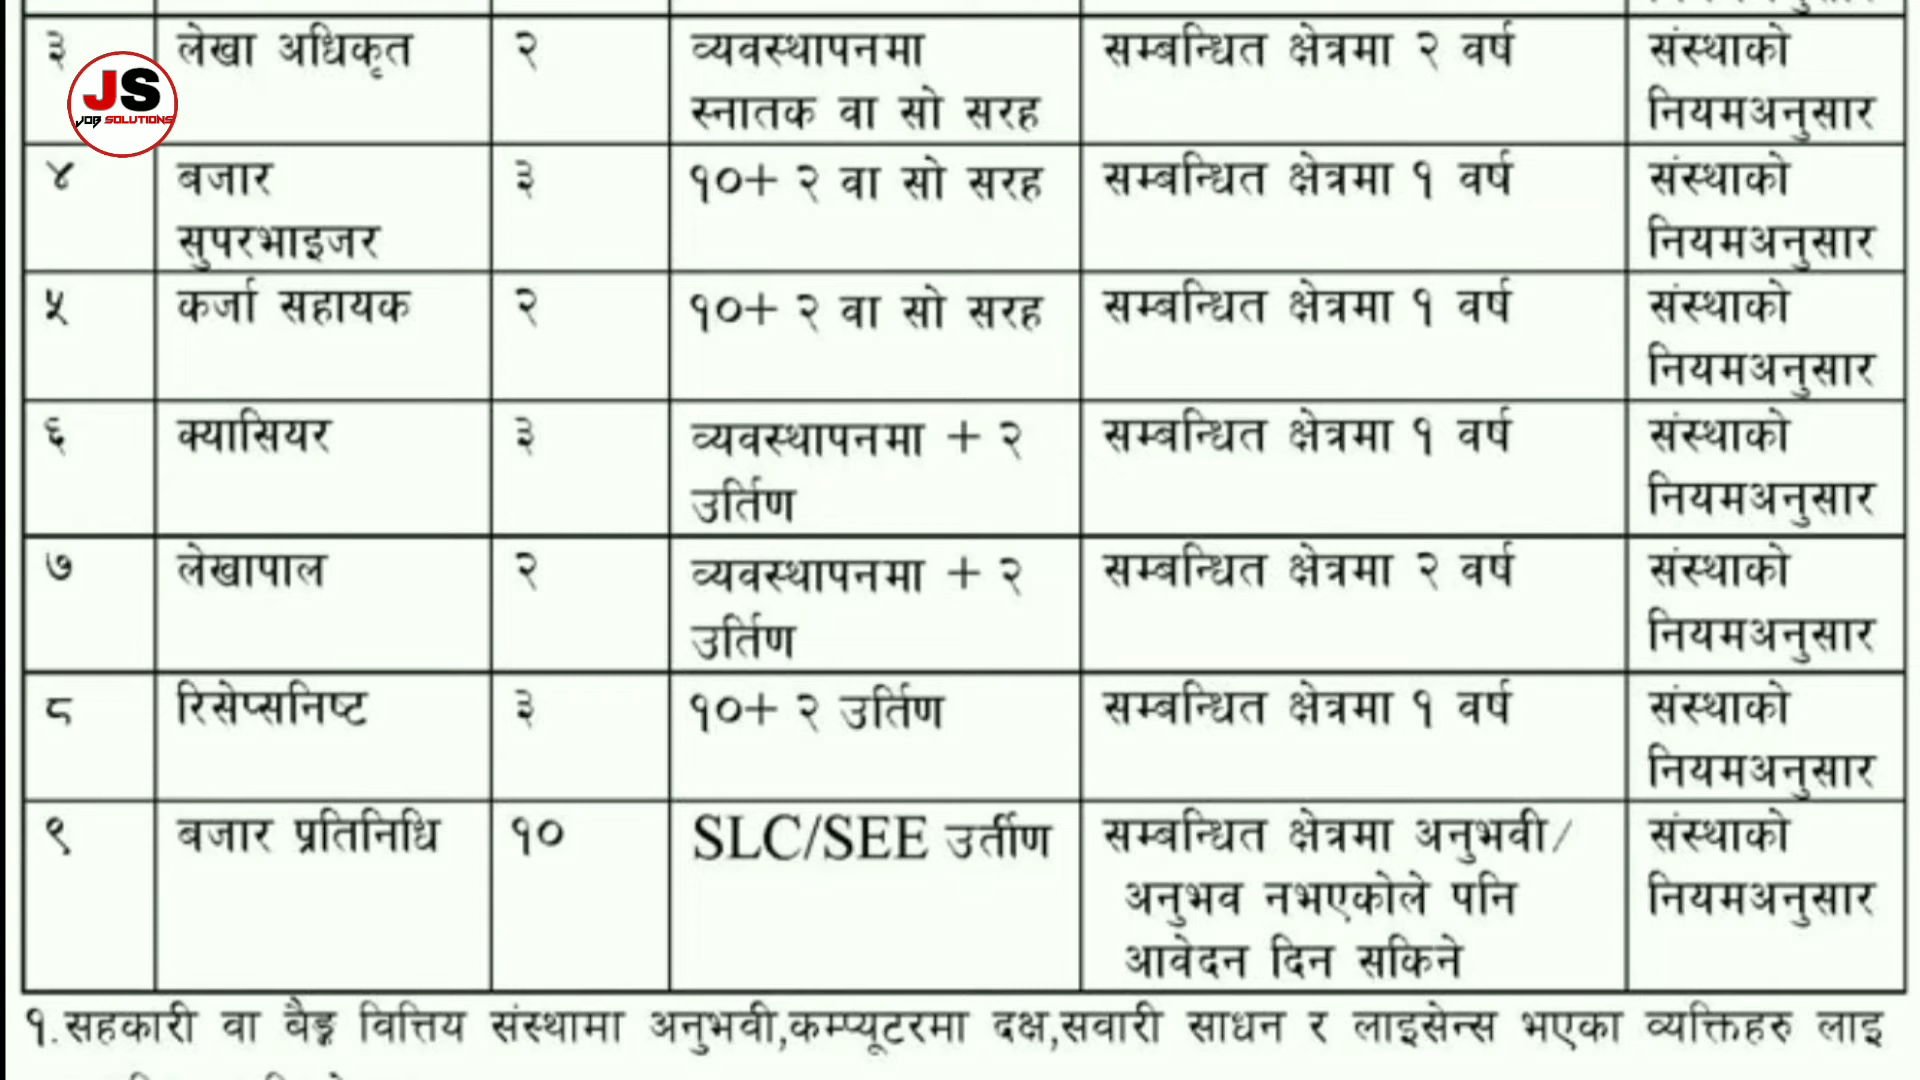 नियमअनुसार
३ लेखा अधिकृत २ व्यवस्थापनमा सम्बन्धित क्षेत्रमा २ वर्ष संस्थाको
स्नातक वा सो सरह नियमअनुसार
JS
JOB SOLUTIONS
४ बजार ३ १०+ २ वा सो सरह सम्बन्धित क्षेत्रमा १ वर्ष संस्थाको
सुपरभाइजर नियमअनुसार
५ कर्जा सहायक २ १०+ २ वा सो सरह सम्बन्धित क्षेत्रमा १ वर्ष संस्थाको
नियमअनुसार
६ क्यासियर ३ व्यवस्थापनमा + २ सम्बन्धित क्षेत्रमा १ वर्ष संस्थाको
उर्तिण नियमअनुसार
७ लेखापाल २ व्यवस्थापनमा + २ सम्बन्धित क्षेत्रमा २ वर्ष संस्थाको
उर्तिण नियमअनुसार
८ रिसेप्सनिष्ट ३ १०+ २ उर्तिण सम्बन्धित क्षेत्रमा १ वर्ष संस्थाको
नियमअनुसार
९ बजार प्रतिनिधि १० SLC/SEE उर्तीण सम्बन्धित क्षेत्रमा अनुभवी/ संस्थाको
अनुभव नभएकोले पनि नियमअनुसार
आवेदन दिन सकिने
१.सहकारी वा बैङ्क वित्तिय संस्थामा अनुभवी,कम्प्यूटरमा दक्ष,सवारी साधन र लाइसेन्स भएका व्यक्तिहरु लाइ